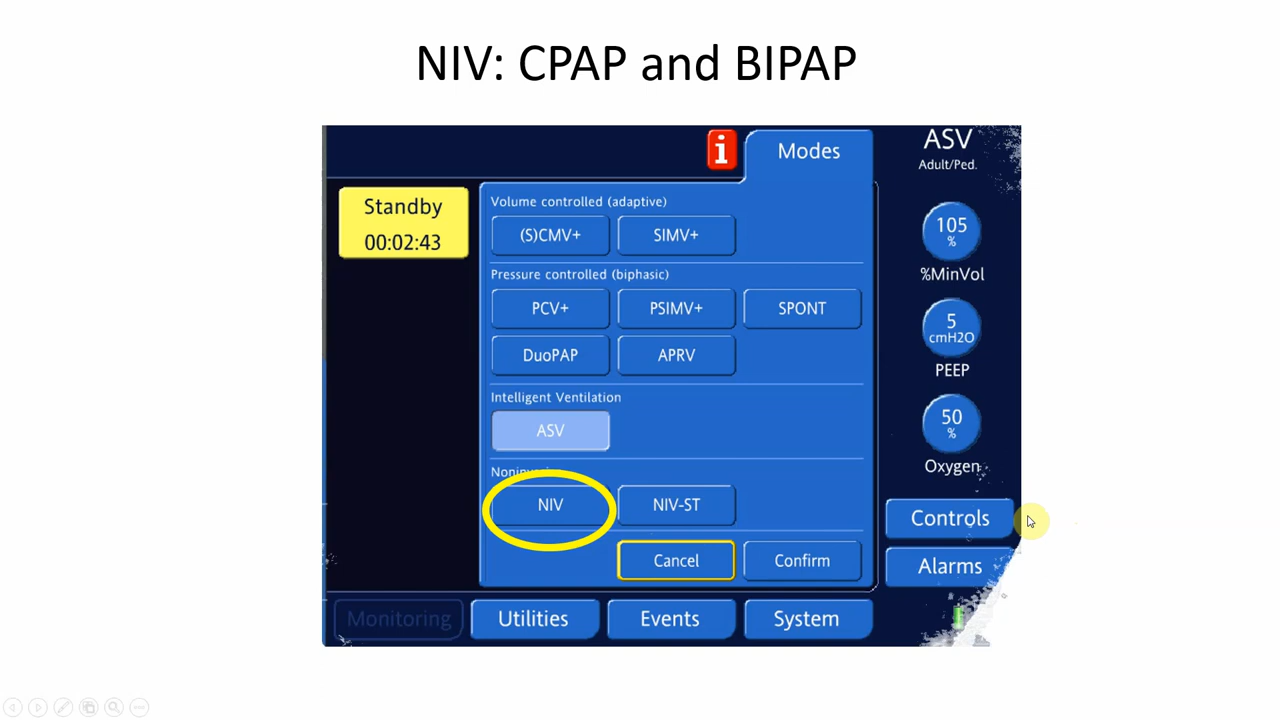 NIV: CPAP and BIPAP
i
Modes
ASV
Adult/Ped.
Standby
00:02:43
Volume controlled (adaptive)
(S)CMV+
SIMV+
105
%
%MinVol
Pressure controlled (biphasic)
PCV+
PSIMV+
SPONT
DuoPAP
APRV
5
cmH2O
PEEP
Intelligent Ventilation
ASV
50
%
Oxygen
NIV
NIV-ST
Controls
Cancel
Confirm
Alarms
Monitoring
Utilities
Events
System